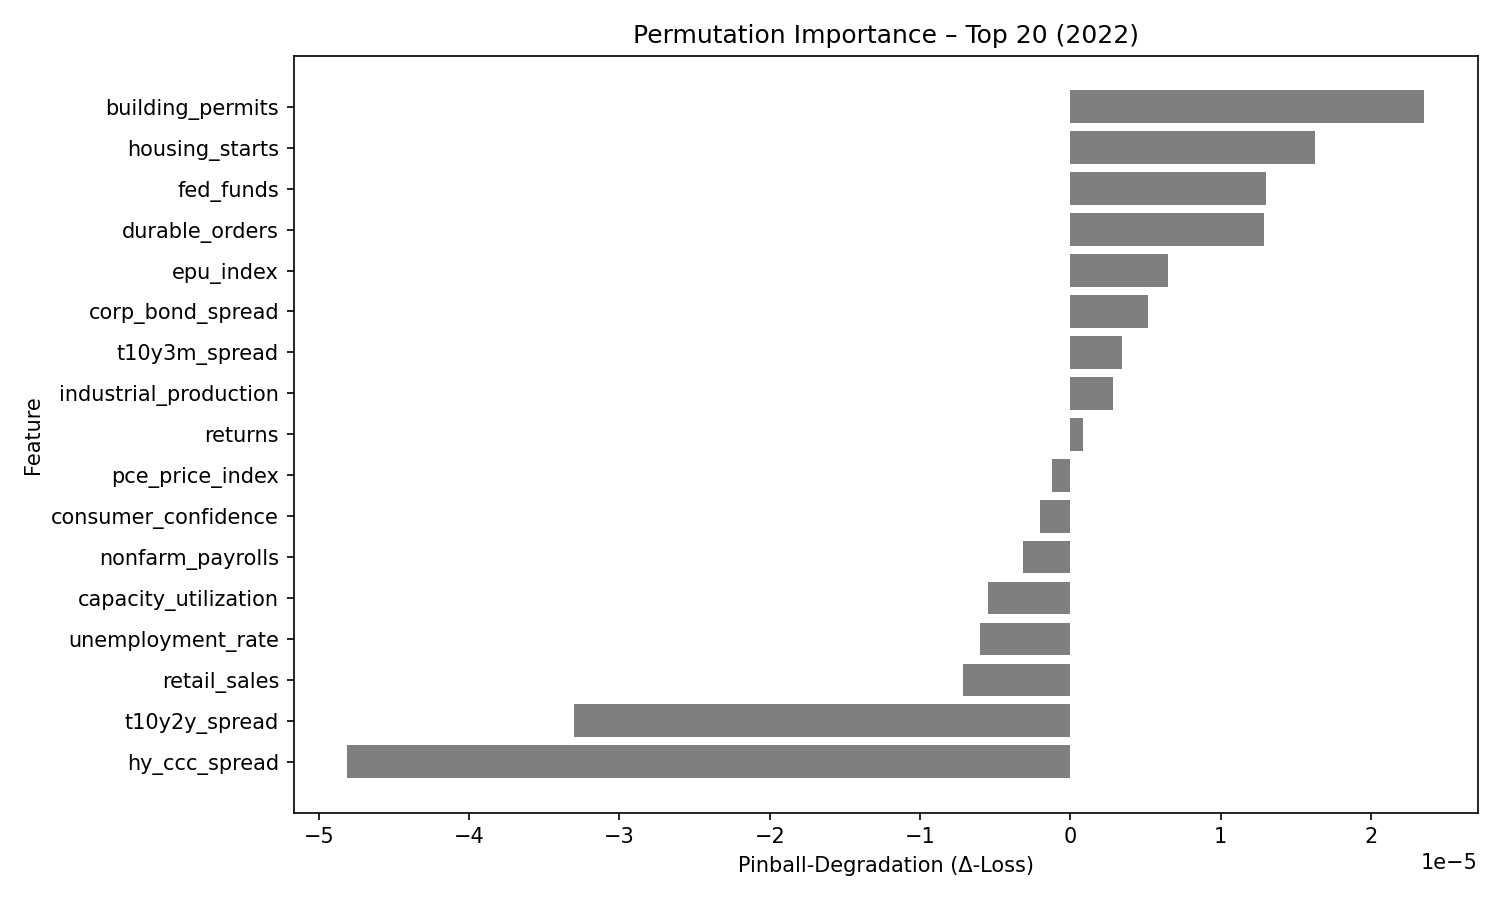 Permutation Importance – Top 20 (2022)
building_permits
housing_starts
fed_funds
durable_orders
epu_index
corp_bond_spread
t10y3m_spread
industrial_production
returns
pce_price_index
consumer_confidence
nonfarm_payrolls
capacity_utilization
unemployment_rate
retail_sales
t10y2y_spread
hy_ccc_spread
Feature
−5 −4 −3 −2 −1 0 1 2
1e−5
Pinball-Degradation (Δ-Loss)